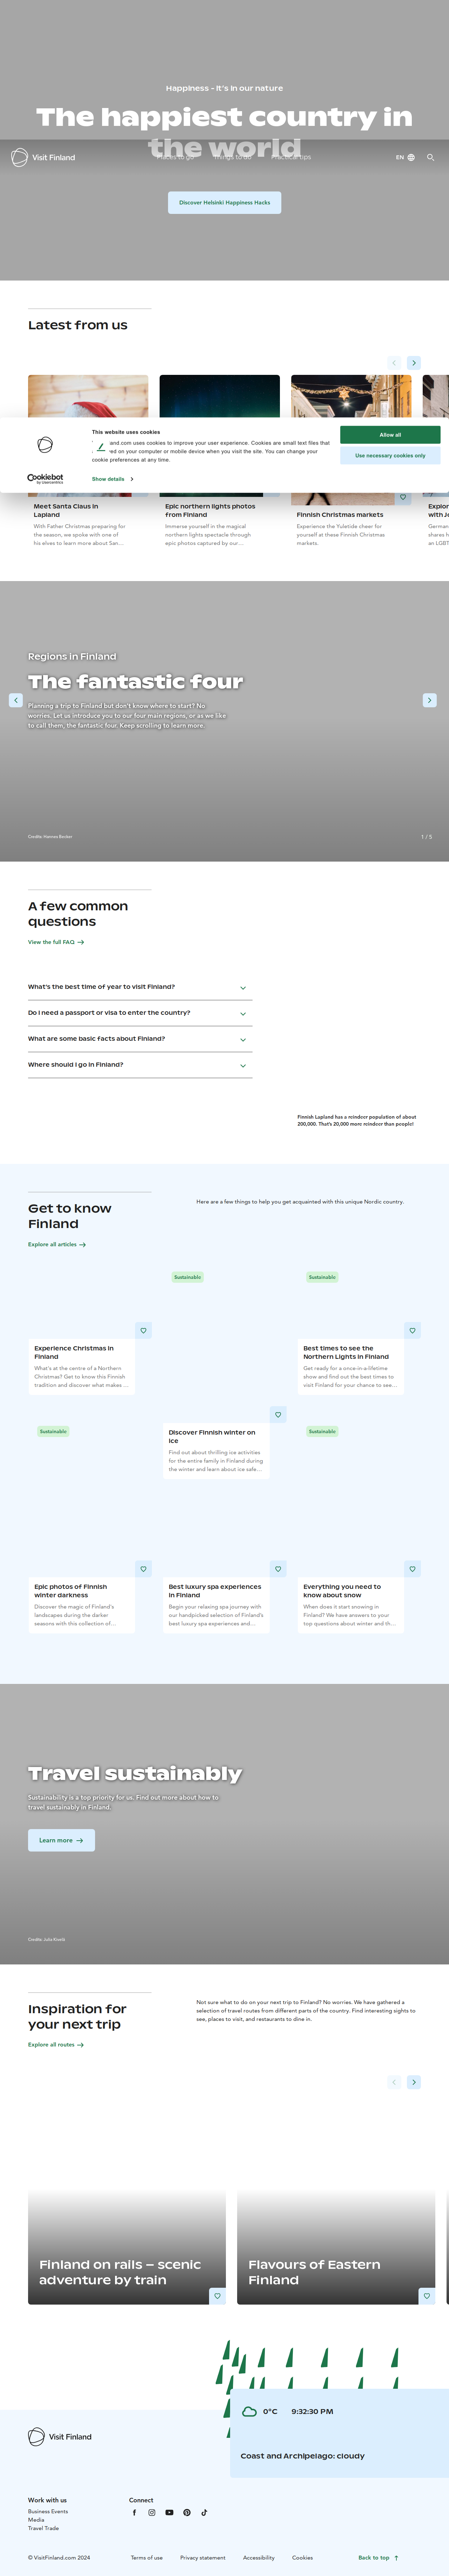 Happiness - It's in our nature
The happiest country in
the world
Visit Finland
Places to go
Things to do
Practical tips
EN
Discover Helsinki Happiness Hacks
Latest from us
This website uses cookies
land.com uses cookies to improve your user experience. Cookies are small text files that
ed on your computer or mobile device when you visit the site. You can change your
cookie preferences at any time.
Cookiebot
by Usercentrics
Show details
Allow all
Use necessary cookies only
Meet Santa Claus in
Lapland
With Father Christmas preparing for
the season, we spoke with one of
his elves to learn more about San...
Epic northern lights photos
from Finland
Immerse yourself in the magical
northern lights spectacle through
epic photos captured by our...
Finnish Christmas markets
Experience the Yuletide cheer for
yourself at these Finnish Christmas
markets.
Explor
with Jo
German
shares h
an LGBT
Regions in Finland
The fantastic four
Planning a trip to Finland but don't know where to start? No
worries. Let us introduce you to our four main regions, or as we like
to call them, the fantastic four. Keep scrolling to learn more.
Credits: Hannes Becker
1 / 5
A few common
questions
View the full FAQ
What's the best time of year to visit Finland?
Do I need a passport or visa to enter the country?
What are some basic facts about Finland?
Where should I go in Finland?
Finnish Lapland has a reindeer population of about
200,000. That's 20,000 more reindeer than people!
Get to know
Finland
Here are a few things to help you get acquainted with this unique Nordic country.
Explore all articles
Sustainable
Sustainable
Experience Christmas in
Finland
What's at the centre of a Northern
Christmas? Get to know this Finnish
tradition and discover what makes ...
Best times to see the
Northern Lights in Finland
Get ready for a once-in-a-lifetime
show and find out the best times to
visit Finland for your chance to see...
Sustainable
Discover Finnish winter on
ice
Find out about thrilling ice activities
for the entire family in Finland during
the winter and learn about ice safe...
Sustainable
Epic photos of Finnish
winter darkness
Discover the magic of Finland's
landscapes during the darker
seasons with this collection of...
Best luxury spa experiences
in Finland
Begin your relaxing spa journey with
our handpicked selection of Finland's
best luxury spa experiences and...
Everything you need to
know about snow
When does it start snowing in
Finland? We have answers to your
top questions about winter and th...
Travel sustainably
Sustainability is a top priority for us. Find out more about how to
travel sustainably in Finland.
Learn more
Credits: Julia Kivelä
Inspiration for
your next trip
Not sure what to do on your next trip to Finland? No worries. We have gathered a
selection of travel routes from different parts of the country. Find interesting sights to
see, places to visit, and restaurants to dine in.
Explore all routes
Finland on rails – scenic
adventure by train
Flavours of Eastern
Finland
0°C
9:32:30 PM
Coast and Archipelago: cloudy
Visit Finland
Work with us
Business Events
Media
Travel Trade
Connect
© VisitFinland.com 2024
Terms of use
Privacy statement
Accessibility
Cookies
Back to top